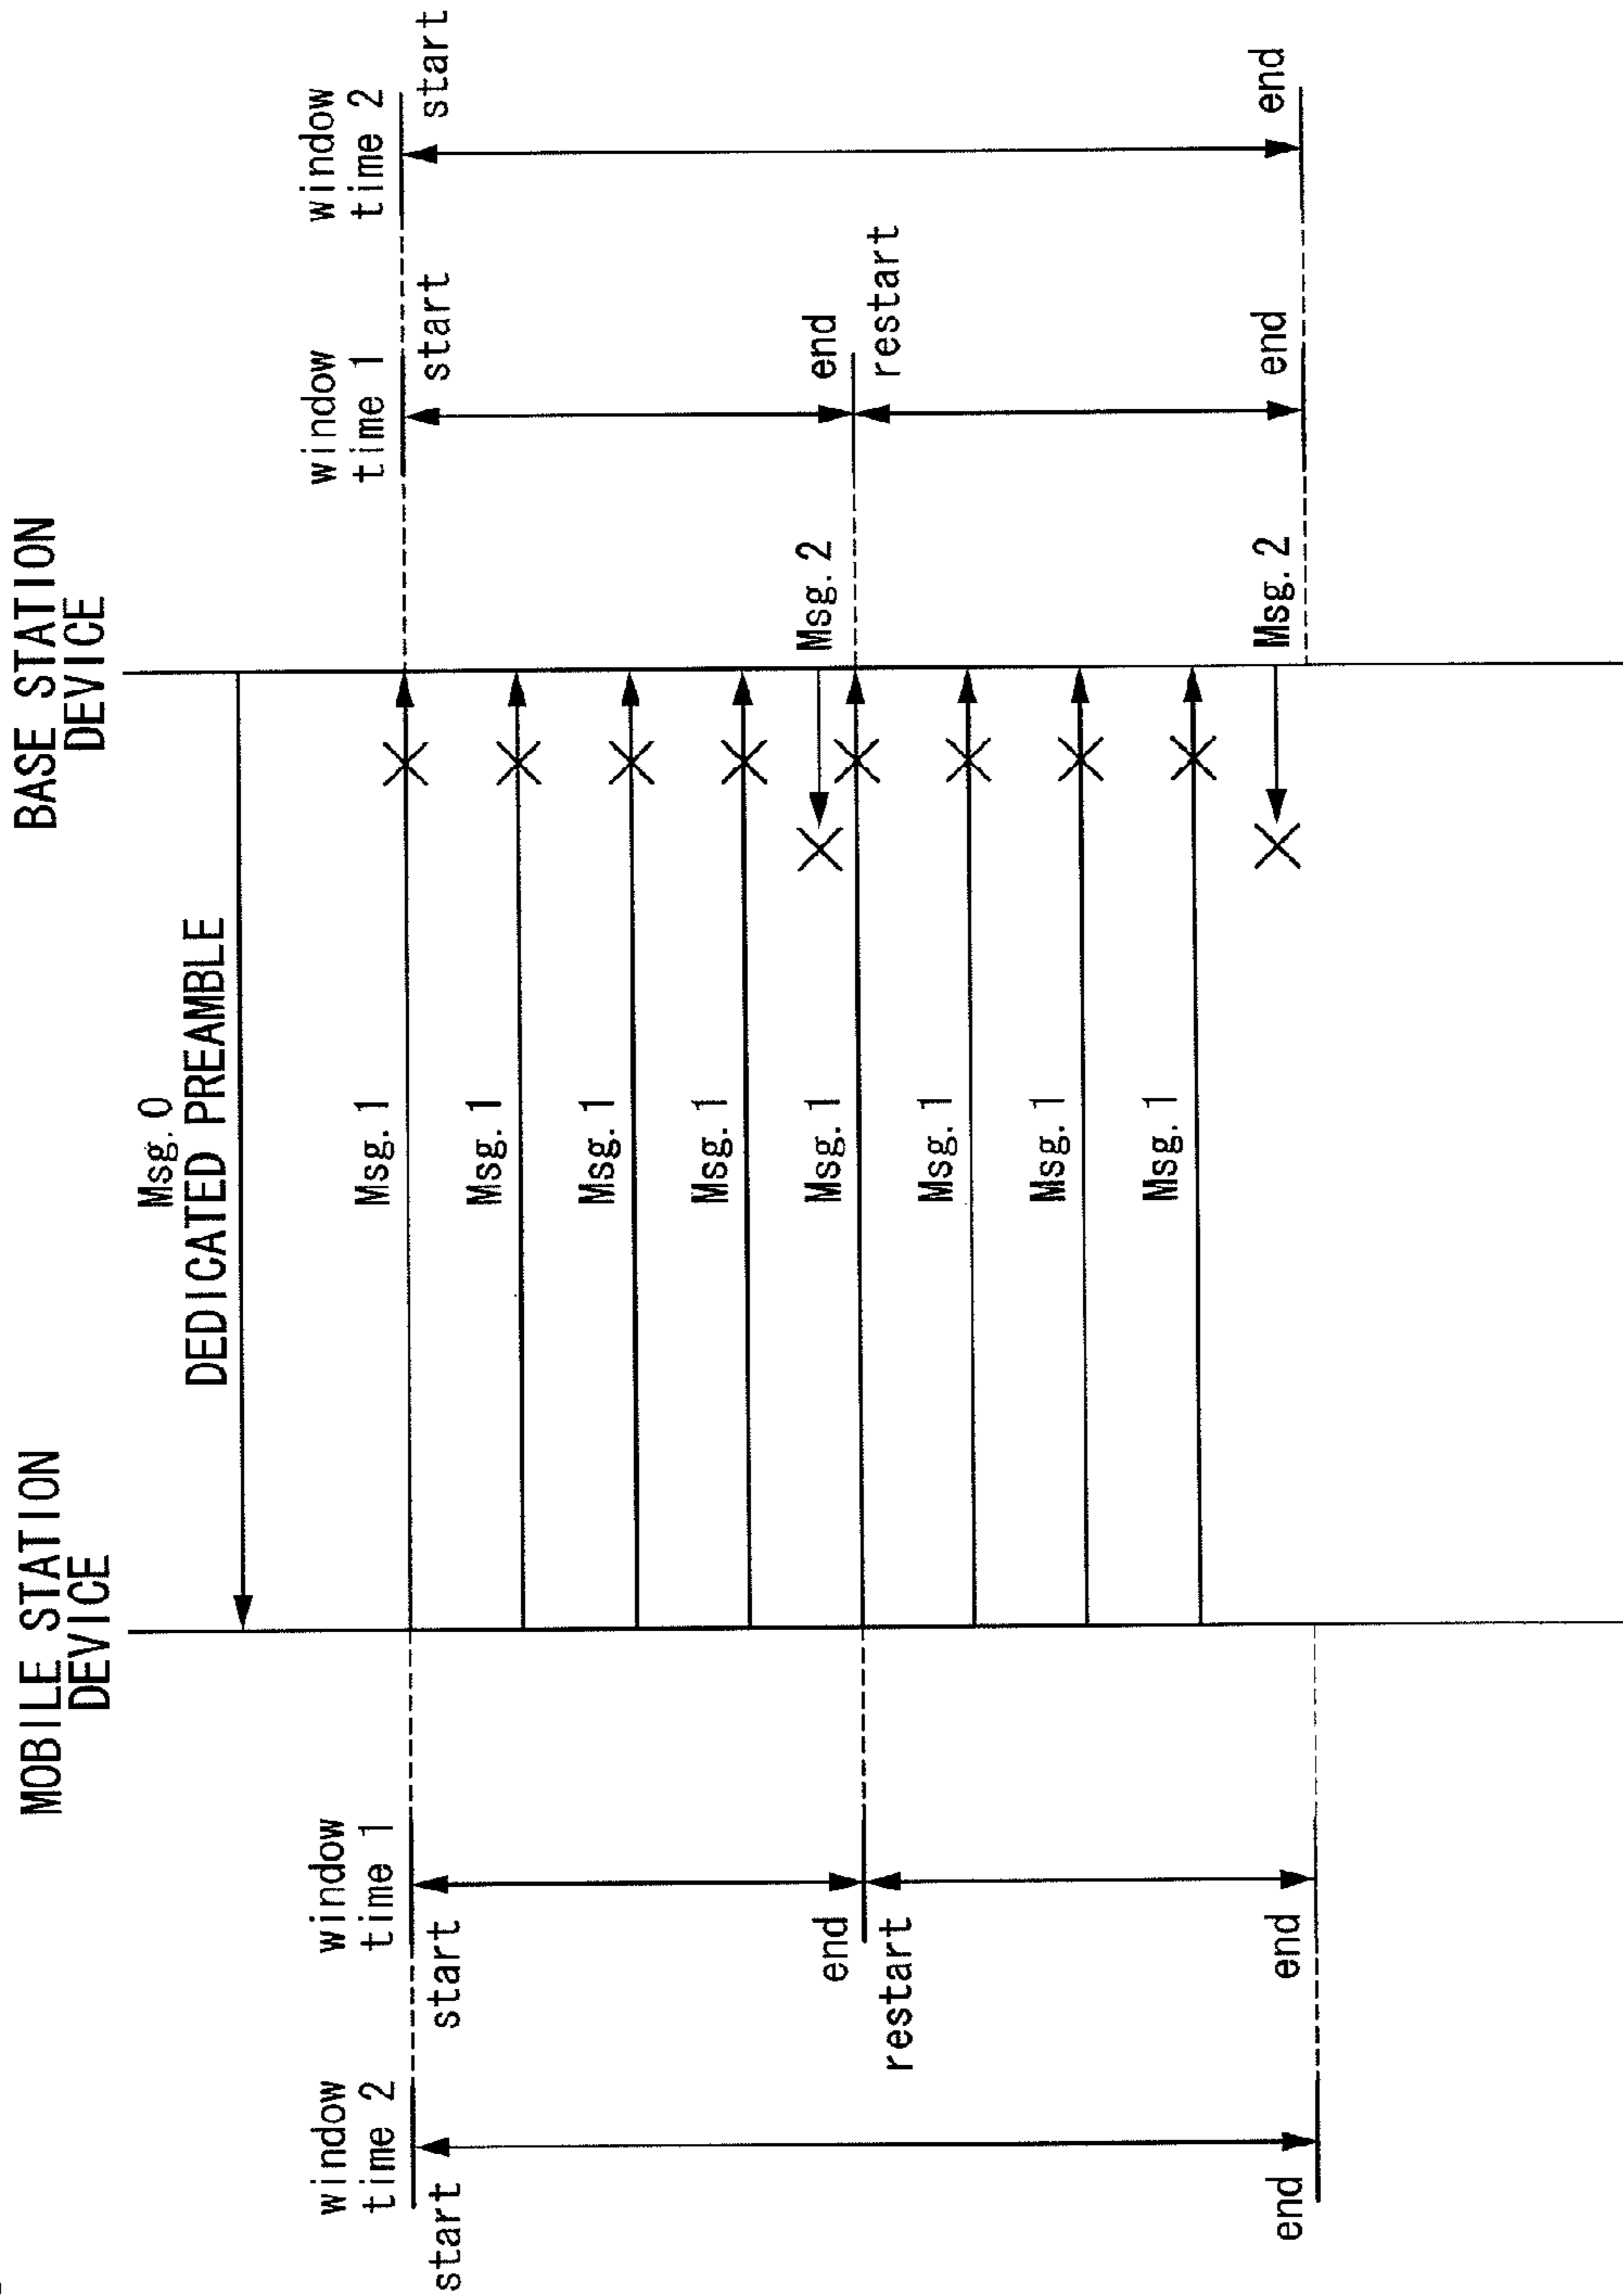 MOBILE STATION
DEVICE
BASE STATION
DEVICE
Msg. 0
DEDICATED PREAMBLE
window
time 2
window
time 1
window
time 1
window
time 2
start
start
Msg. 1
start
start
Msg. 1
Msg. 1
Msg. 1
end
Msg. 1
Msg. 2
end
restart
restart
Msg. 1
Msg. 1
Msg. 1
end
end
Msg. 2
end
end